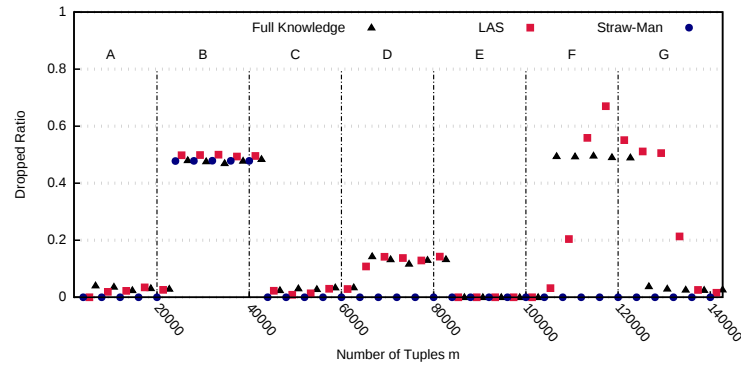 1
Full Knowledge LAS Straw-Man
A B C D E F G
0.8
0.6
Dropped Ratio
0.4
0.2
0
20000 40000 60000 80000 100000 120000 140000
Number of Tuples m